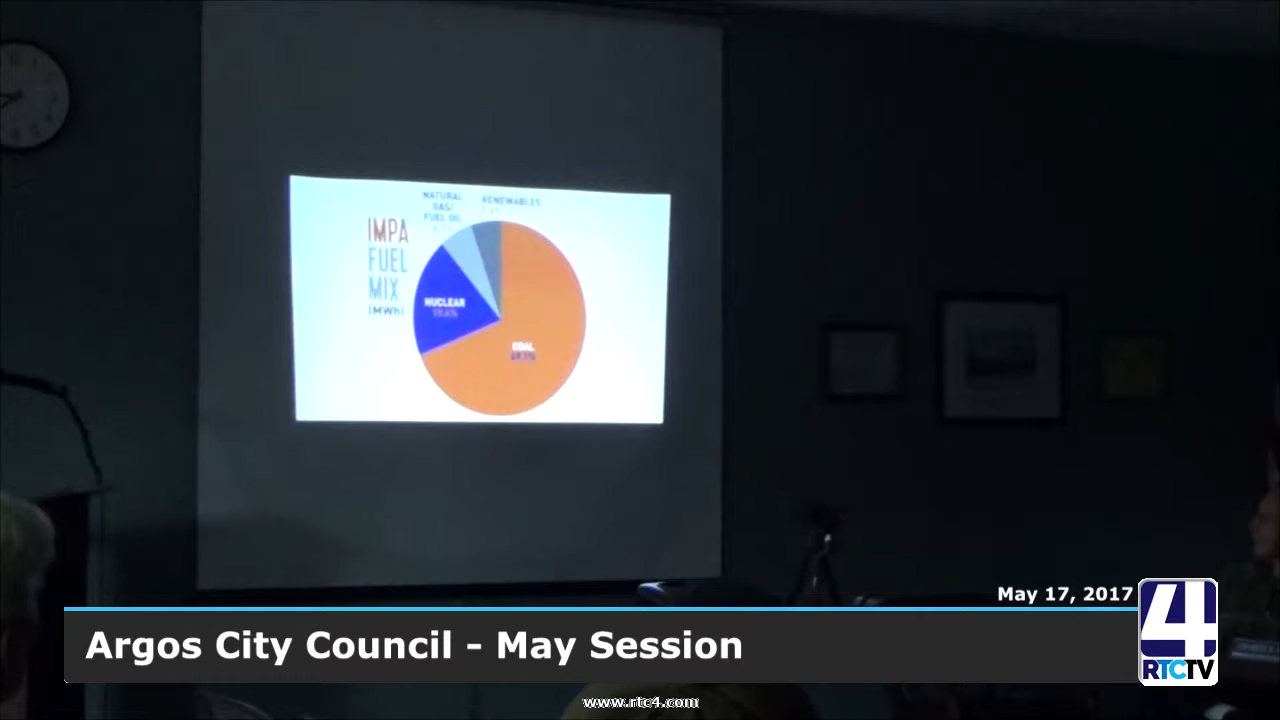 NATURAL
GAS/
FUEL OIL
RENEWABLES
IMPA
FUEL
MIX
(MWh)
NUCLEAR
COAL
May 17, 2017
Argos City Council - May Session
4
RTCTV
www.rtc4.com